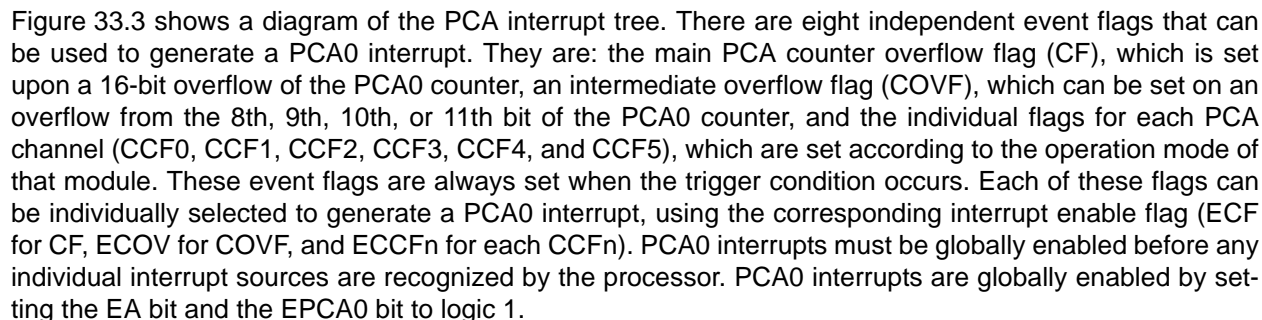 Figure 33.3 shows a diagram of the PCA interrupt tree. There are eight independent event flags that can
be used to generate a PCA0 interrupt. They are: the main PCA counter overflow flag (CF), which is set
upon a 16-bit overflow of the PCA0 counter, an intermediate overflow flag (COVF), which can be set on an
overflow from the 8th, 9th, 10th, or 11th bit of the PCA0 counter, and the individual flags for each PCA
channel (CCF0, CCF1, CCF2, CCF3, CCF4, and CCF5), which are set according to the operation mode of
that module. These event flags are always set when the trigger condition occurs. Each of these flags can
be individually selected to generate a PCA0 interrupt, using the corresponding interrupt enable flag (ECF
for CF, ECOV for COVF, and ECCFn for each CCFn). PCA0 interrupts must be globally enabled before any
individual interrupt sources are recognized by the processor. PCA0 interrupts are globally enabled by set-
ting the EA bit and the EPCA0 bit to logic 1.